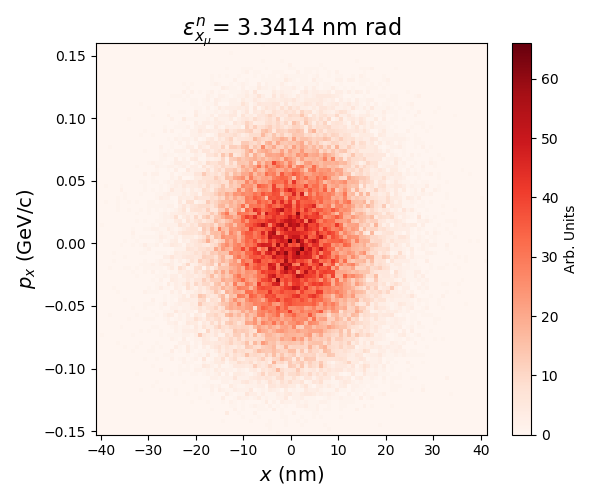 ε^n_{x_μ} = 3.3414 nm rad
0.15
0.10
0.05
0.00
−0.05
−0.10
−0.15
p_x (GeV/c)
−40 −30 −20 −10 0 10 20 30 40
x (nm)
60
50
40
30
20
10
0
Arb. Units